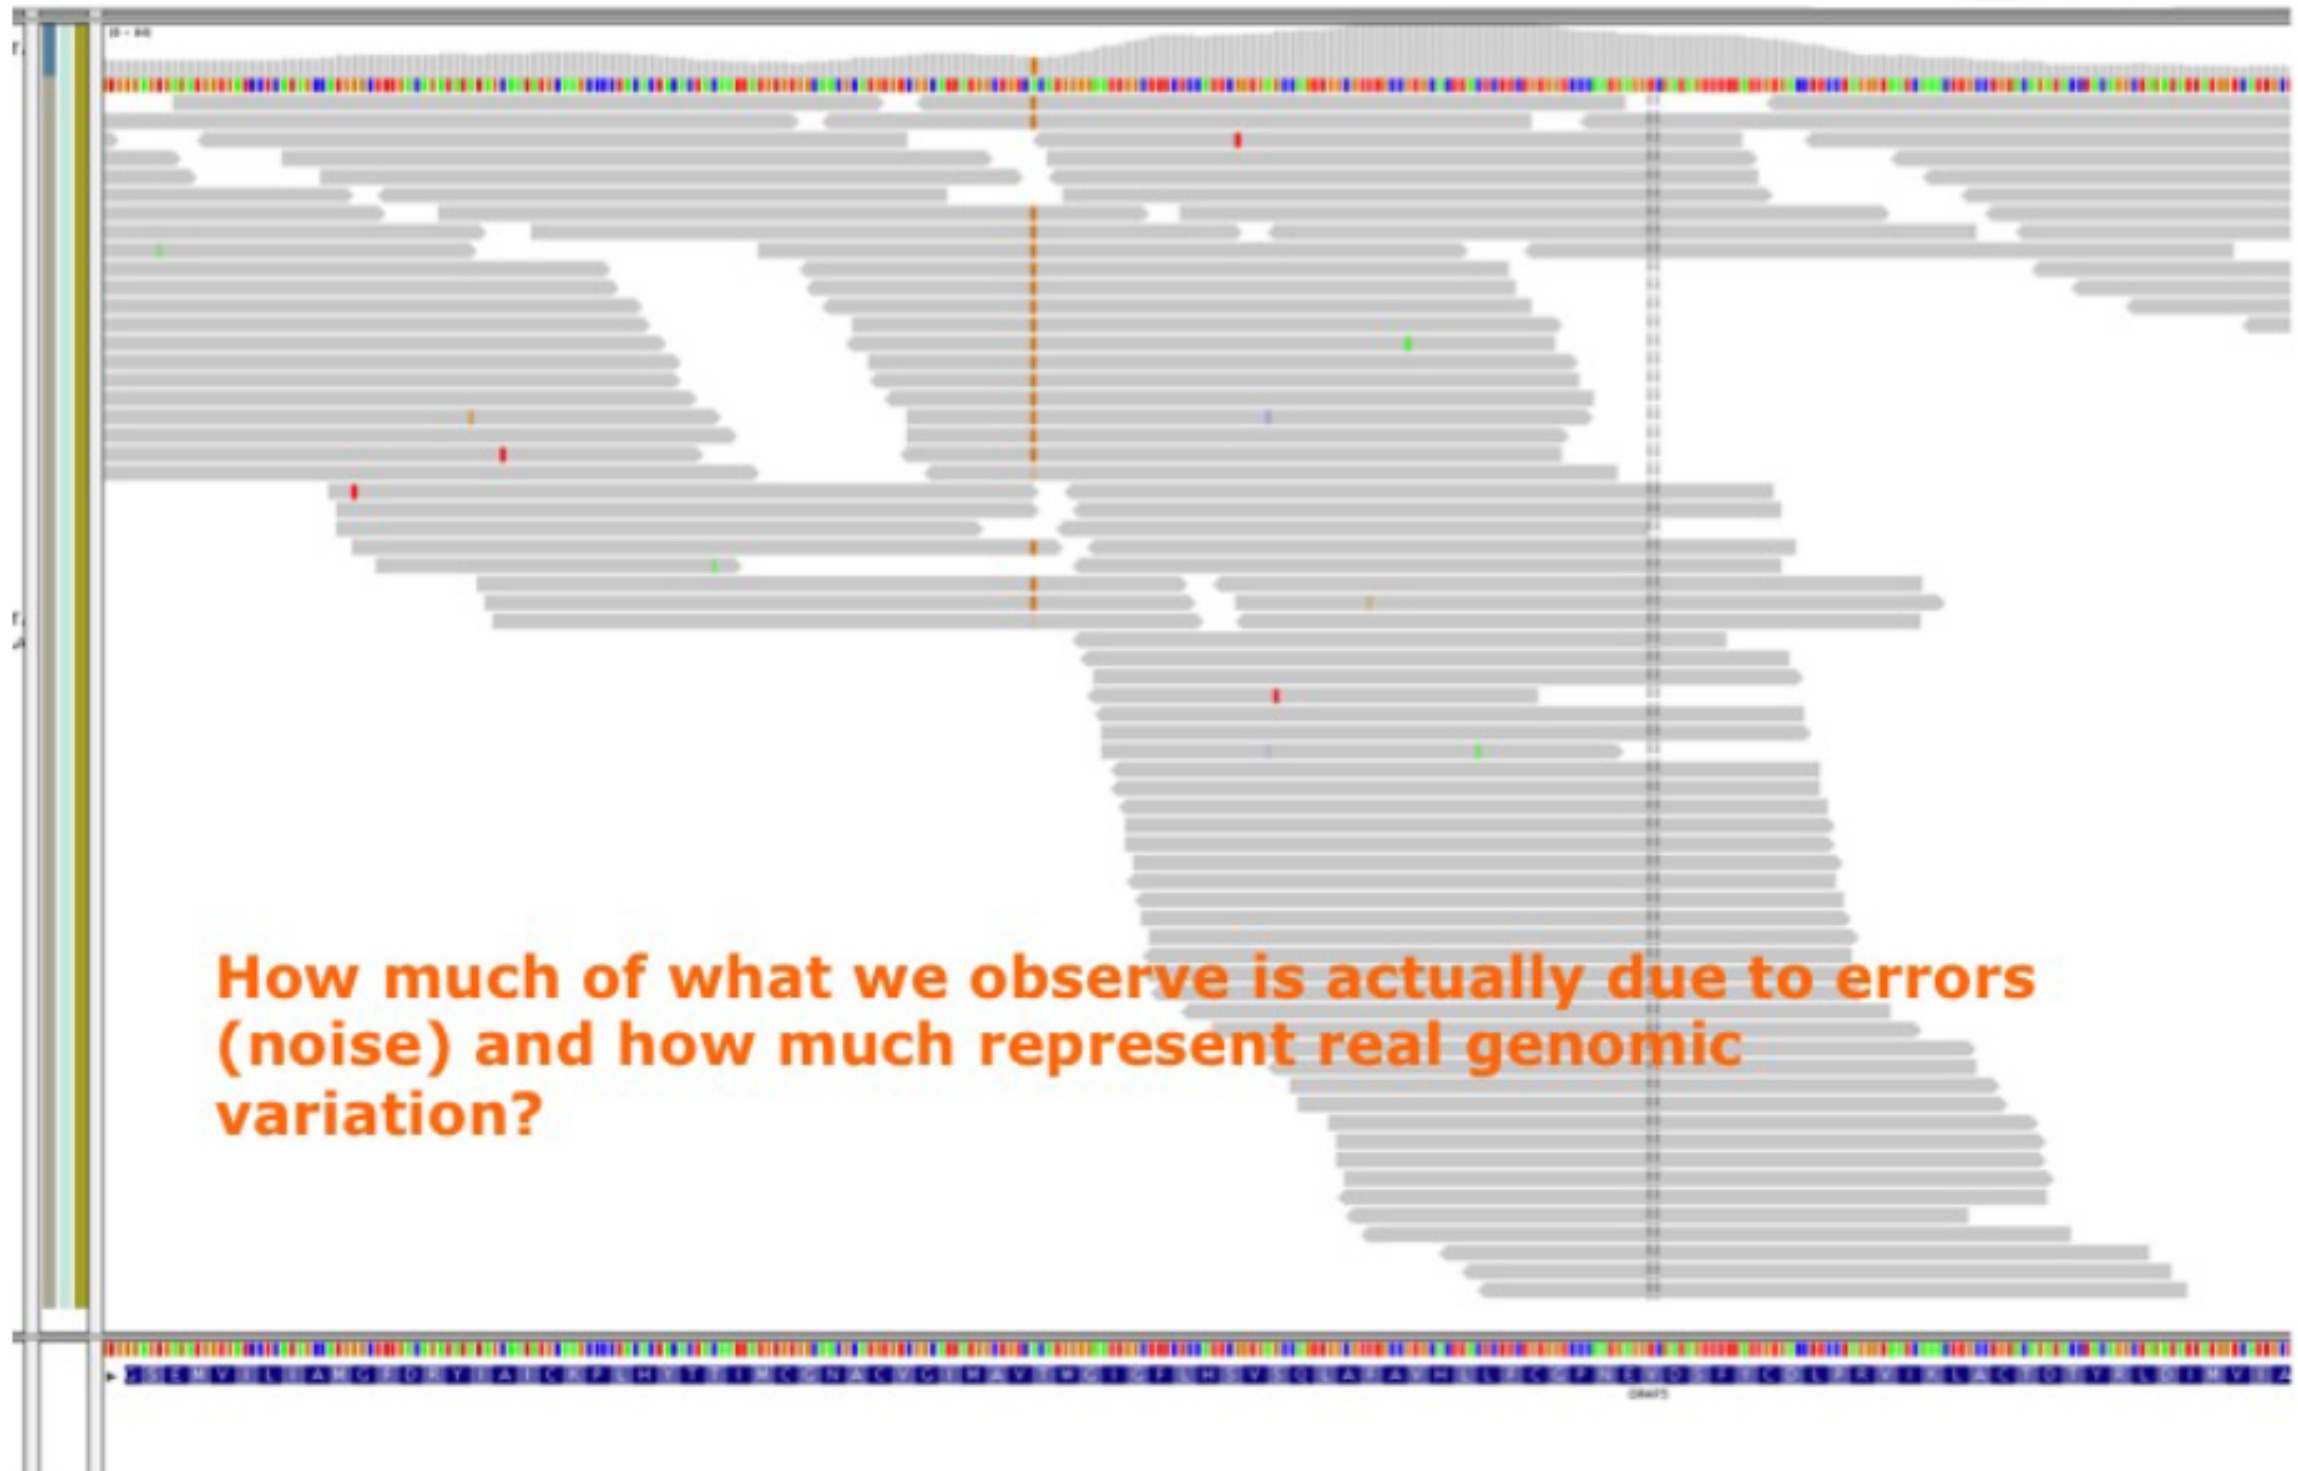 How much of what we observe is actually due to errors
(noise) and how much represent real genomic
variation?
G S E M V I L I A M G F D R Y I A I C K P L H Y T T I M C G N A C V G I M A V T W G I G F L H S V S Q L A F A V H L L F C G P N E V D S F Y C D L P R V I K L A C T D T Y R L D I M V I A